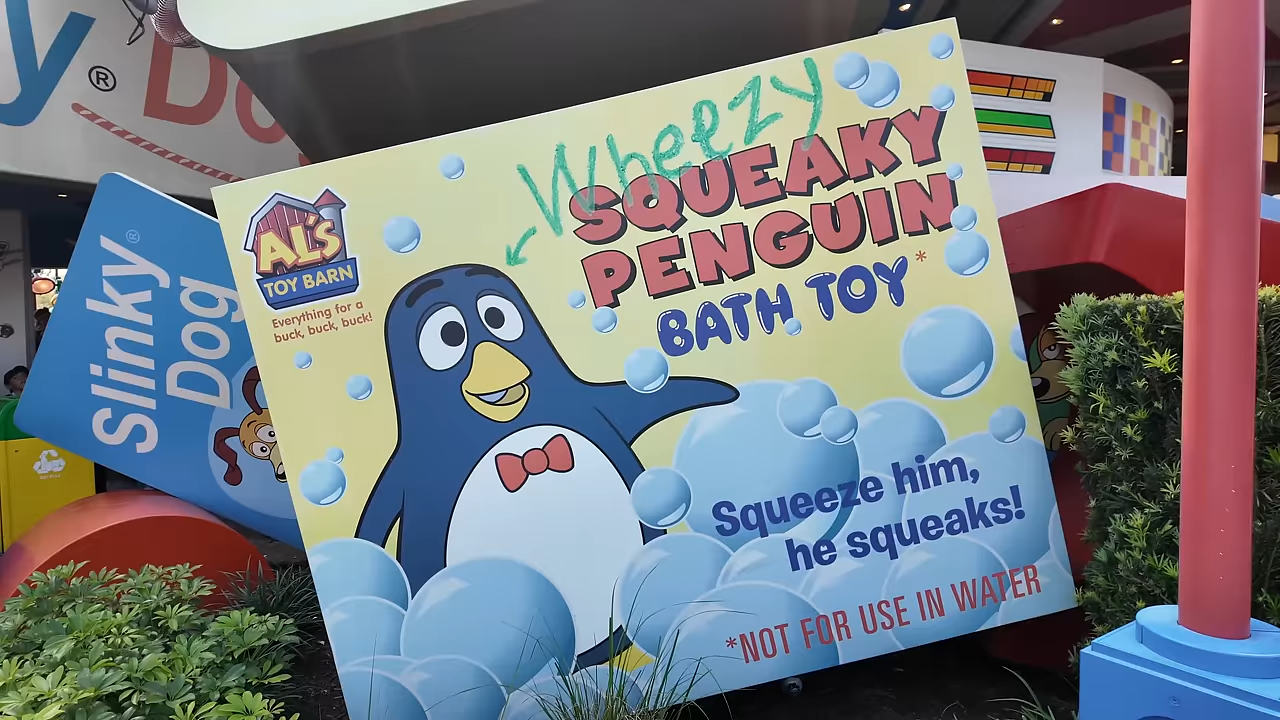 y® Do
Slinky®
Dog
AL'S
TOY BARN
Everything for a
buck, buck, buck!
Wheezy
SQUEAKY
PENGUIN
BATH TOY*
Squeeze him,
he squeaks!
*NOT FOR USE IN WATER